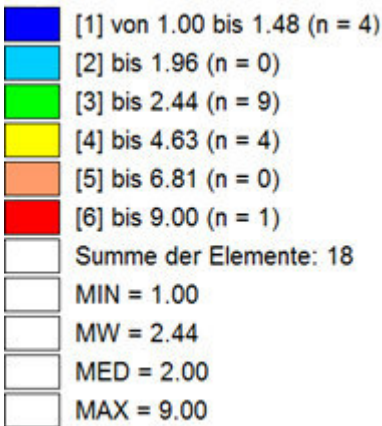 [1] von 1.00 bis 1.48 (n = 4)
[2] bis 1.96 (n = 0)
[3] bis 2.44 (n = 9)
[4] bis 4.63 (n = 4)
[5] bis 6.81 (n = 0)
[6] bis 9.00 (n = 1)
Summe der Elemente: 18
MIN = 1.00
MW = 2.44
MED = 2.00
MAX = 9.00